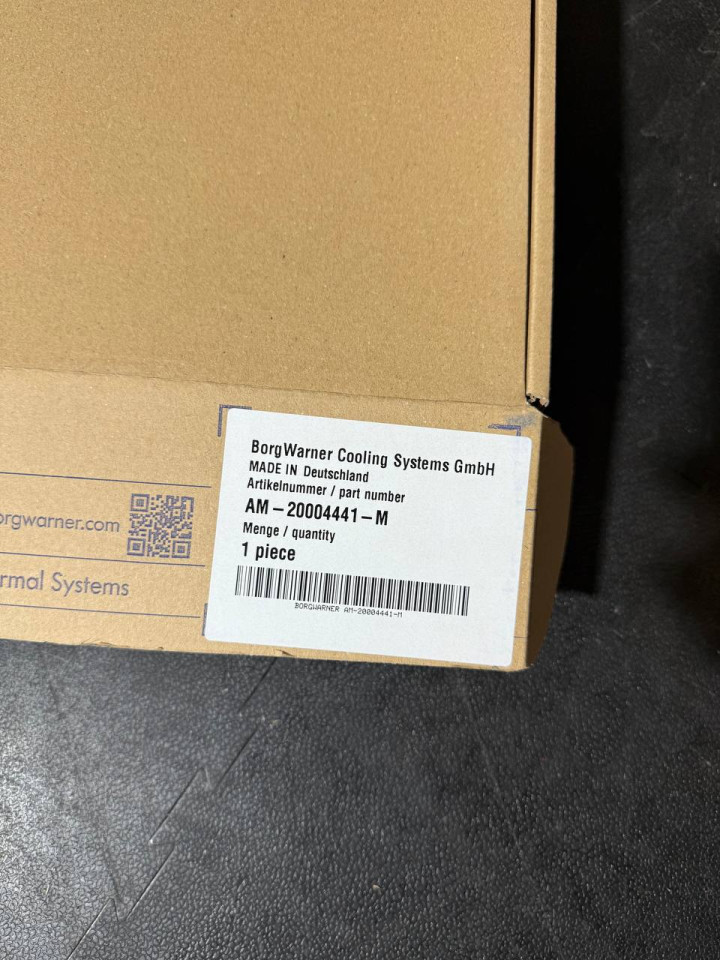 BorgWarner Cooling Systems GmbH
MADE IN Deutschland
Artikelnummer / part number
AM-20004441-M
Menge / quantity
1 piece
BORGWARNER AM-20004441-M
orgwarner.com
rmal Systems